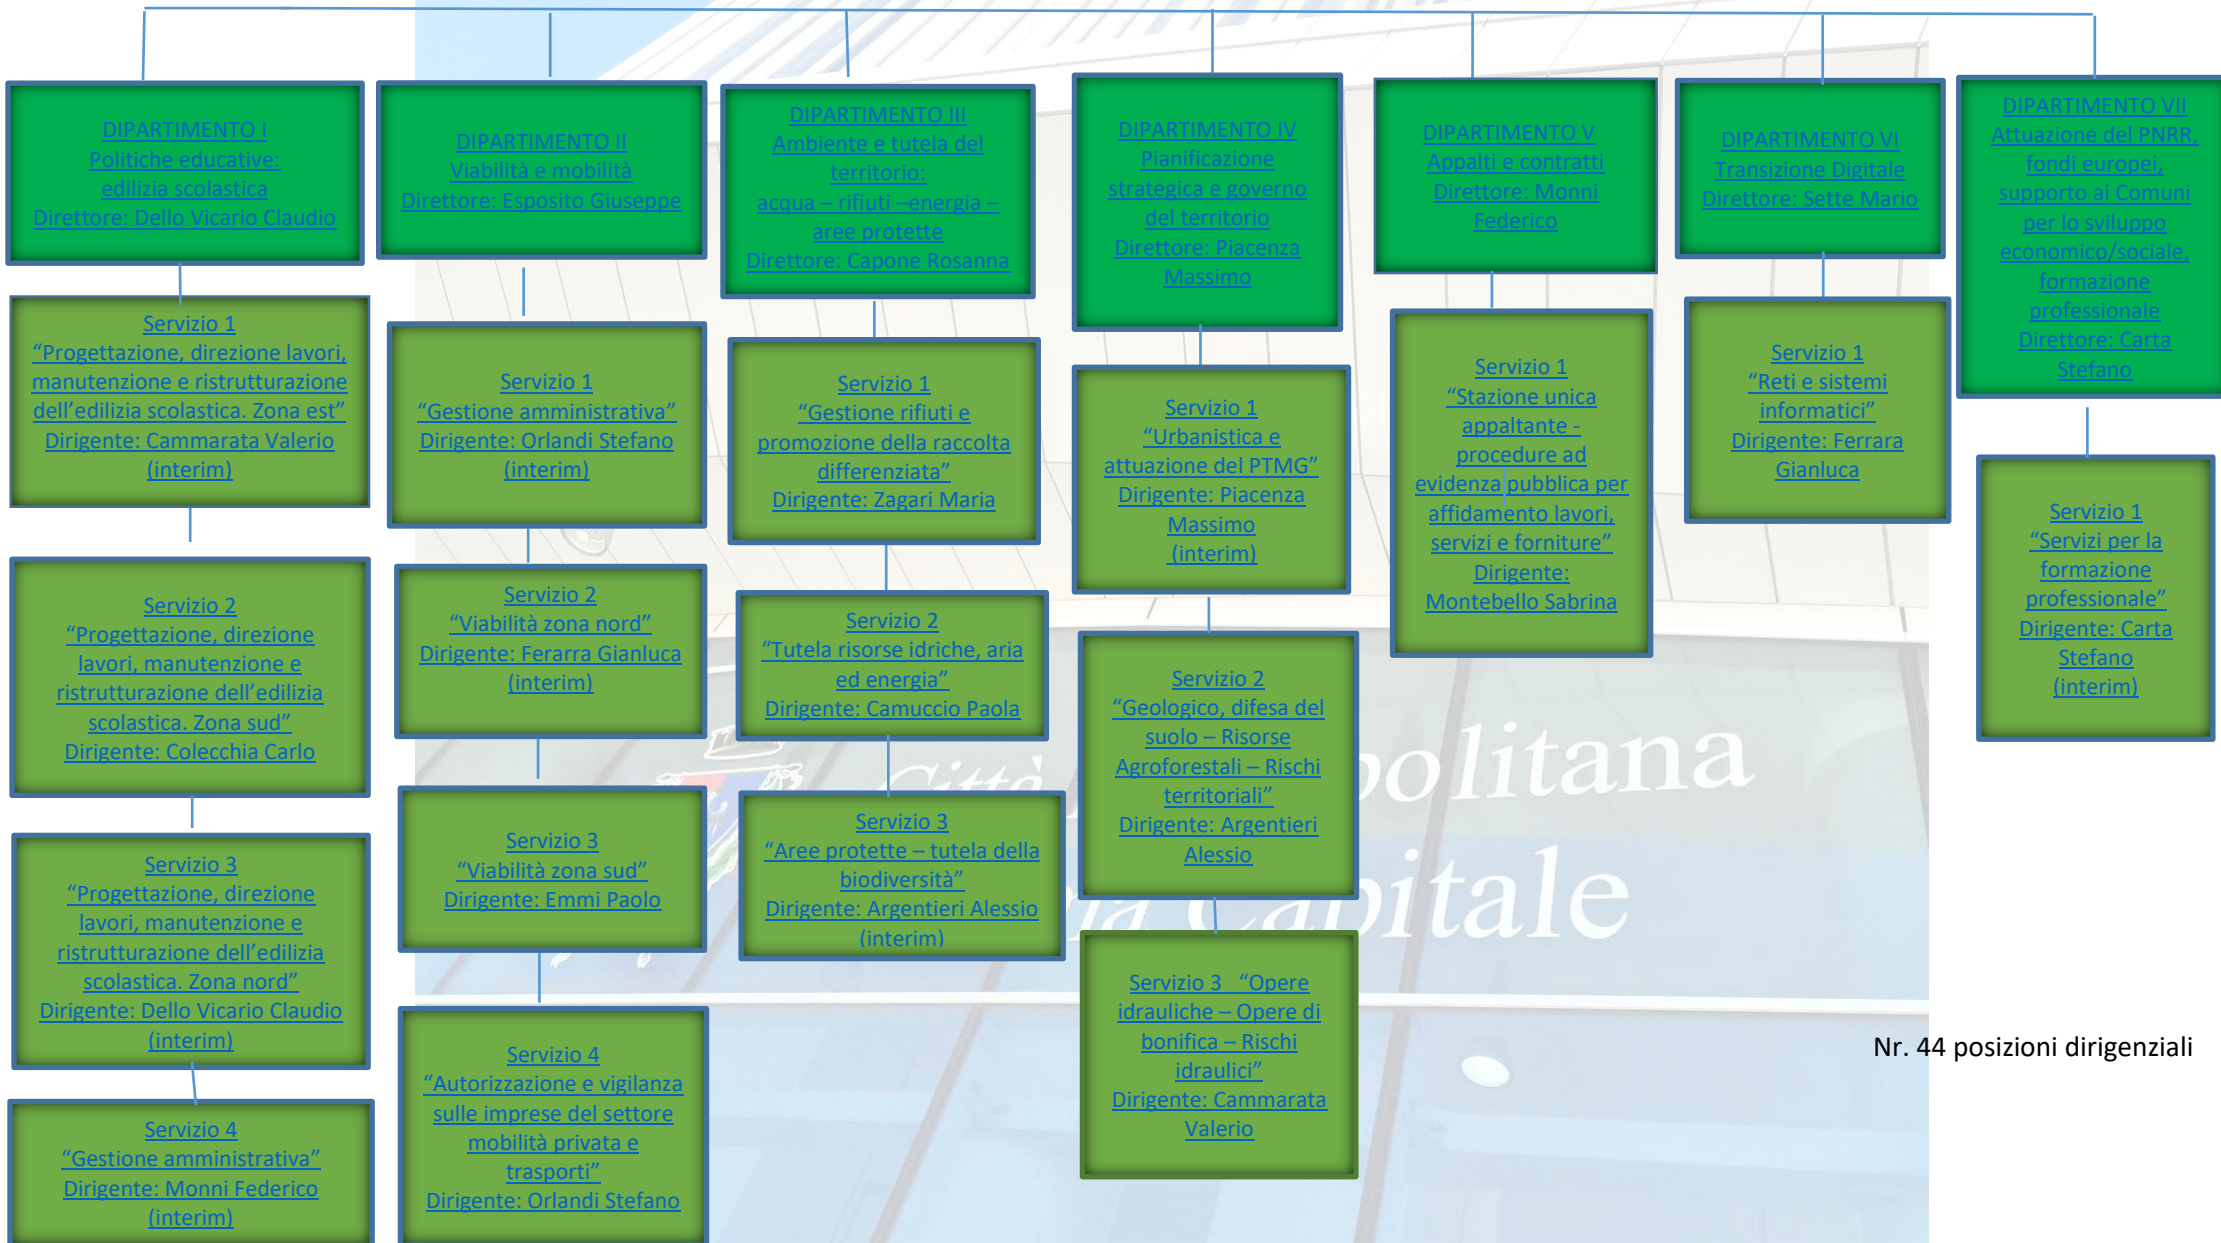 DIPARTIMENTO I
Politiche educative:
edilizia scolastica
Direttore: Dello Vicario Claudio
Servizio 1
“Progettazione, direzione lavori,
manutenzione e ristrutturazione
dell’edilizia scolastica. Zona est”
Dirigente: Cammarata Valerio
(interim)
Servizio 2
“Progettazione, direzione
lavori, manutenzione e
ristrutturazione dell’edilizia
scolastica. Zona sud”
Dirigente: Colecchia Carlo
Servizio 3
“Progettazione, direzione
lavori, manutenzione e
ristrutturazione dell’edilizia
scolastica. Zona nord”
Dirigente: Dello Vicario Claudio
(interim)
Servizio 4
“Gestione amministrativa”
Dirigente: Monni Federico
(interim)
DIPARTIMENTO II
Viabilità e mobilità
Direttore: Esposito Giuseppe
Servizio 1
“Gestione amministrativa”
Dirigente: Orlandi Stefano
(interim)
Servizio 2
“Viabilità zona nord”
Dirigente: Ferarra Gianluca
(interim)
Servizio 3
“Viabilità zona sud”
Dirigente: Emmi Paolo
Servizio 4
“Autorizzazione e vigilanza
sulle imprese del settore
mobilità privata e
trasporti”
Dirigente: Orlandi Stefano
DIPARTIMENTO III
Ambiente e tutela del
territorio:
acqua – rifiuti –energia –
aree protette
Direttore: Capone Rosanna
Servizio 1
“Gestione rifiuti e
promozione della raccolta
differenziata”
Dirigente: Zagari Maria
Servizio 2
“Tutela risorse idriche, aria
ed energia”
Dirigente: Camuccio Paola
Servizio 3
“Aree protette – tutela della
biodiversità”
Dirigente: Argentieri Alessio
(interim)
DIPARTIMENTO IV
Pianificazione
strategica e governo
del territorio
Direttore: Piacenza
Massimo
Servizio 1
“Urbanistica e
attuazione del PTMG”
Dirigente: Piacenza
Massimo
(interim)
Servizio 2
“Geologico, difesa del
suolo – Risorse
Agroforestali – Rischi
territoriali”
Dirigente: Argentieri
Alessio
Servizio 3 “Opere
idrauliche – Opere di
bonifica – Rischi
idraulici”
Dirigente: Cammarata
Valerio
DIPARTIMENTO V
Appalti e contratti
Direttore: Monni
Federico
Servizio 1
“Stazione unica
appaltante -
procedure ad
evidenza pubblica per
affidamento lavori,
servizi e forniture”
Dirigente:
Montebello Sabrina
DIPARTIMENTO VI
Transizione Digitale
Direttore: Sette Mario
Servizio 1
“Reti e sistemi
informatici”
Dirigente: Ferrara
Gianluca
DIPARTIMENTO VII
Attuazione del PNRR,
fondi europei,
supporto ai Comuni
per lo sviluppo
economico/sociale,
formazione
professionale
Direttore: Carta
Stefano
Servizio 1
“Servizi per la
formazione
professionale”
Dirigente: Carta
Stefano
(interim)
Nr. 44 posizioni dirigenziali
Città politana
Capitale